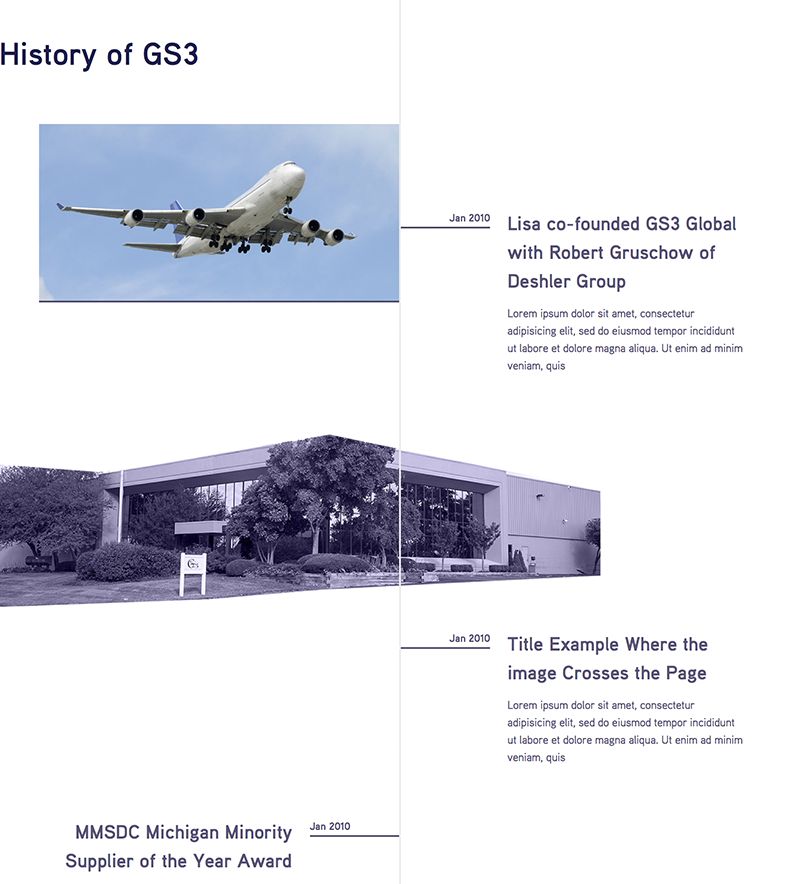 History of GS3
Jan 2010
Lisa co-founded GS3 Global
with Robert Gruschow of
Deshler Group
Lorem ipsum dolor sit amet, consectetur
adipisicing elit, sed do eiusmod tempor incididunt
ut labore et dolore magna aliqua. Ut enim ad minim
veniam, quis
Jan 2010
Title Example Where the
image Crosses the Page
Lorem ipsum dolor sit amet, consectetur
adipisicing elit, sed do eiusmod tempor incididunt
ut labore et dolore magna aliqua. Ut enim ad minim
veniam, quis
MMSDC Michigan Minority
Supplier of the Year Award
Jan 2010